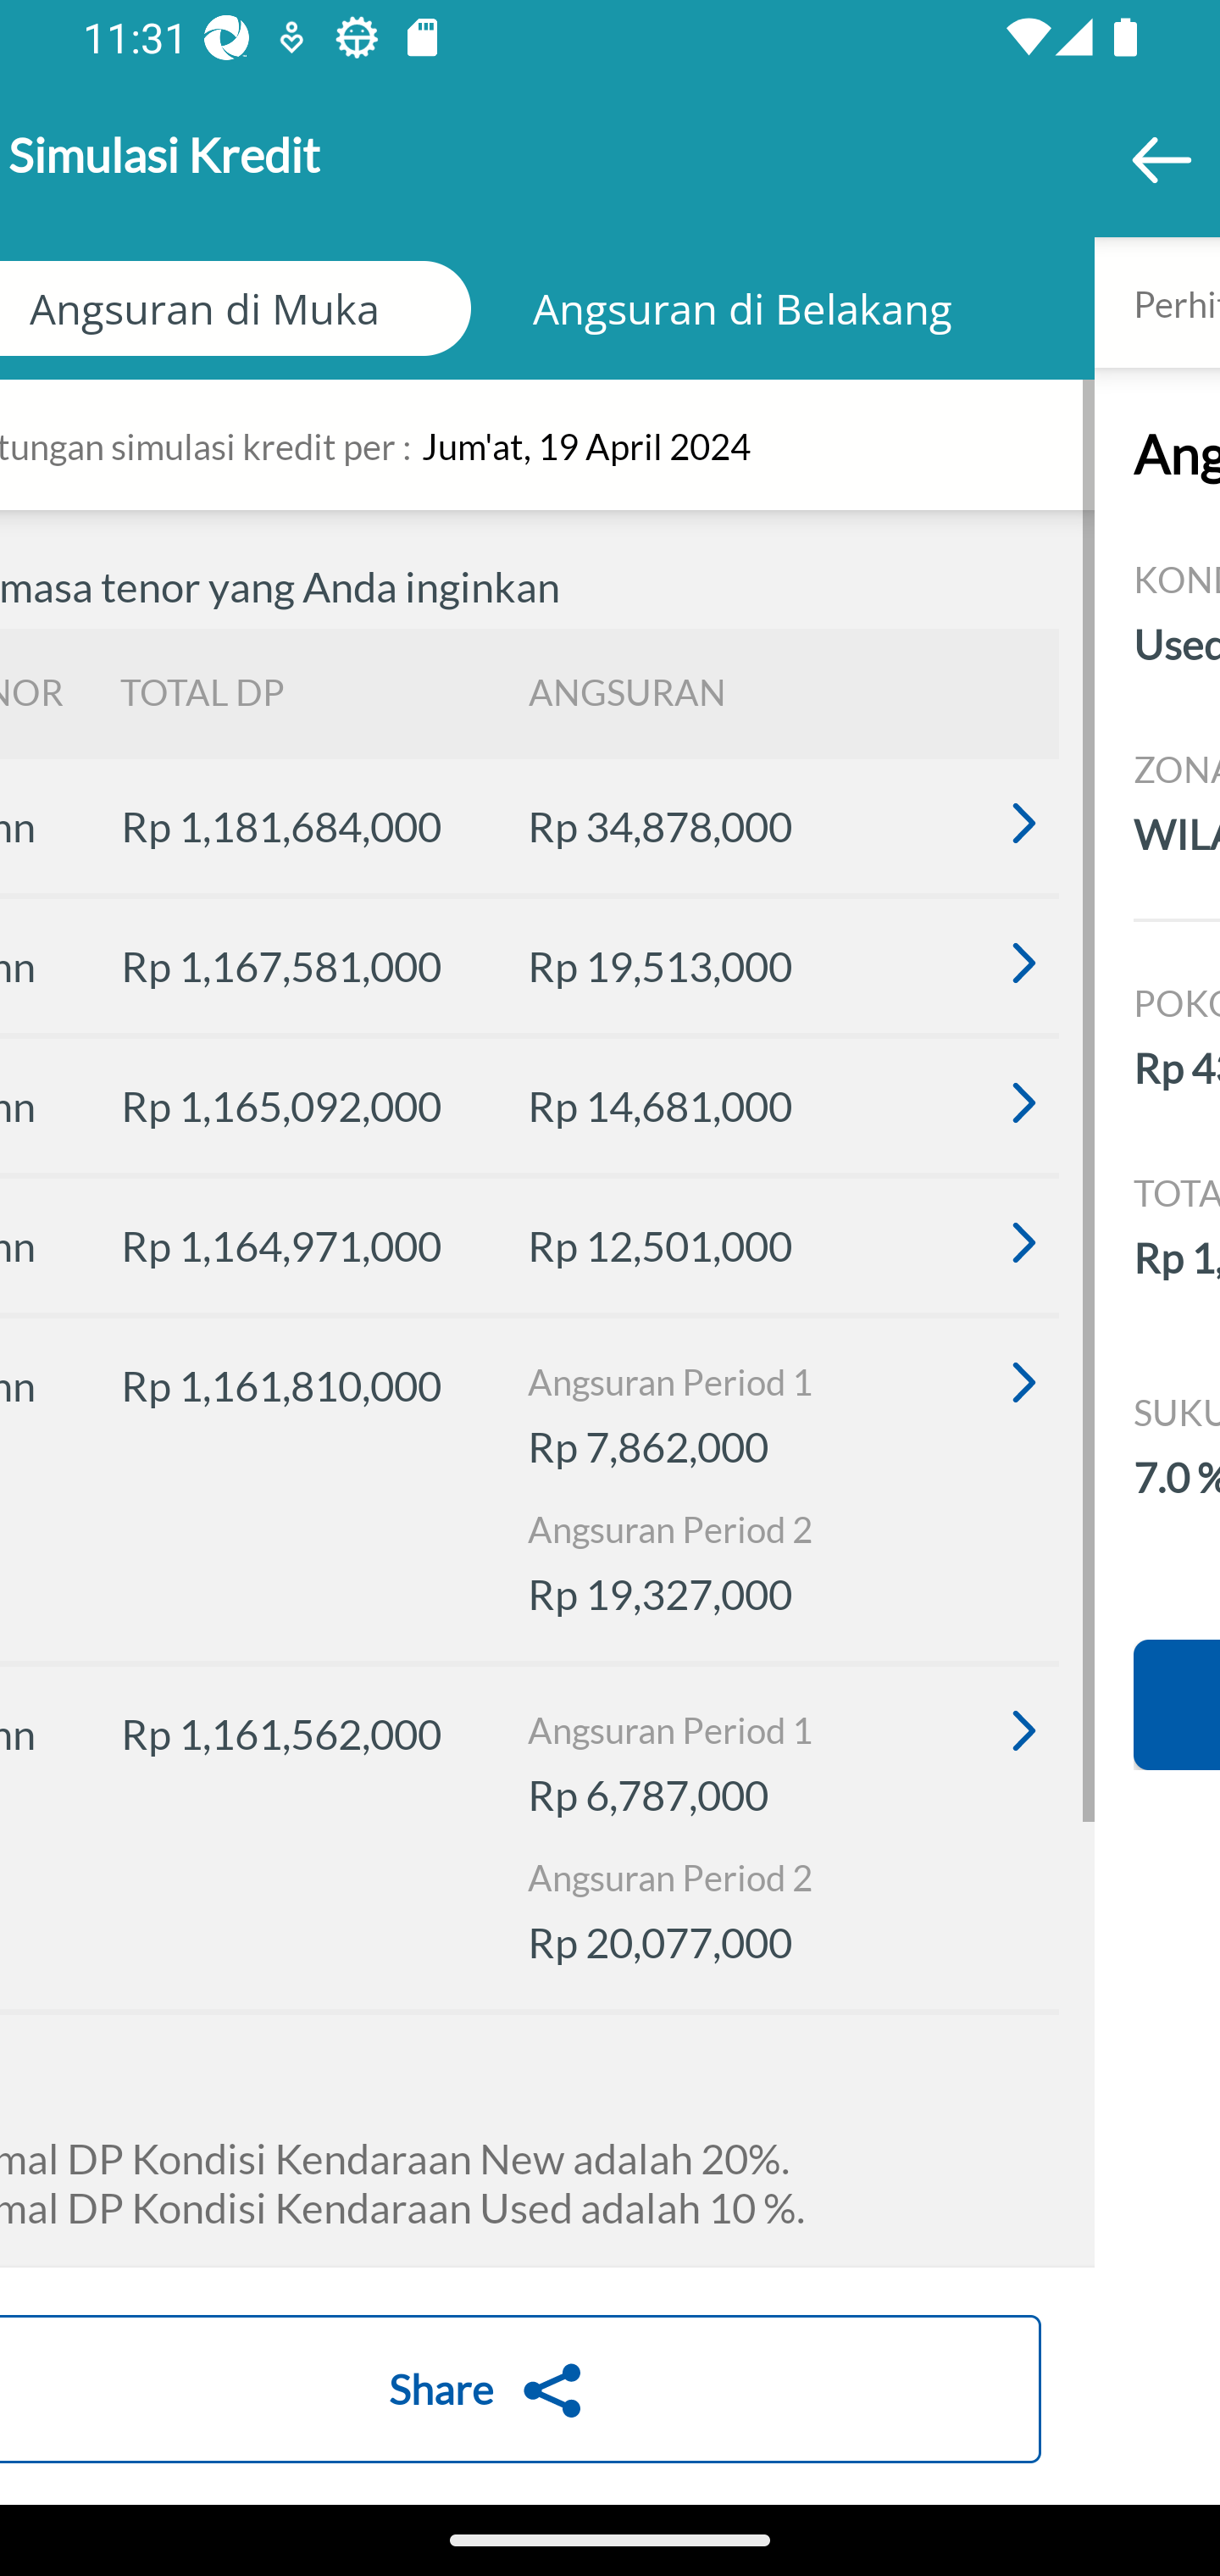 11:31
Simulasi Kredit
Angsuran di Muka
Angsuran di Belakang
tungan simulasi kredit per : Jum'at, 19 April 2024
masa tenor yang Anda inginkan
NOR TOTAL DP ANGSURAN
hn Rp 1,181,684,000 Rp 34,878,000
hn Rp 1,167,581,000 Rp 19,513,000
hn Rp 1,165,092,000 Rp 14,681,000
hn Rp 1,164,971,000 Rp 12,501,000
hn Rp 1,161,810,000 Angsuran Period 1
Rp 7,862,000
Angsuran Period 2
Rp 19,327,000
hn Rp 1,161,562,000 Angsuran Period 1
Rp 6,787,000
Angsuran Period 2
Rp 20,077,000
mal DP Kondisi Kendaraan New adalah 20%.
mal DP Kondisi Kendaraan Used adalah 10 %.
Share
Perhi
Ang
KON
Used
ZONA
WILA
POKO
Rp 43
TOTA
Rp 1,
SUKU
7.0 %